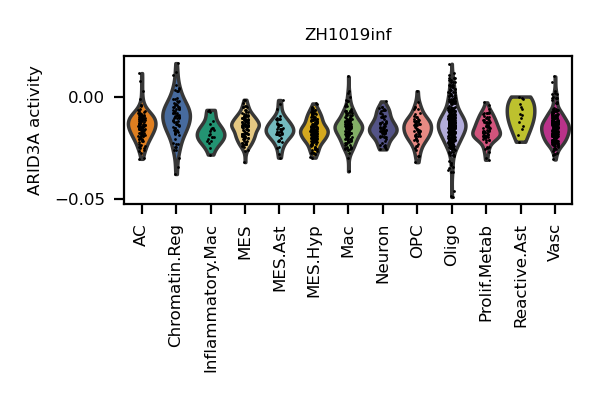 ZH1019inf
ARID3A activity
0.00
−0.05
AC
Chromatin.Reg
Inflammatory.Mac
MES
MES.Ast
MES.Hyp
Mac
Neuron
OPC
Oligo
Prolif.Metab
Reactive.Ast
Vasc